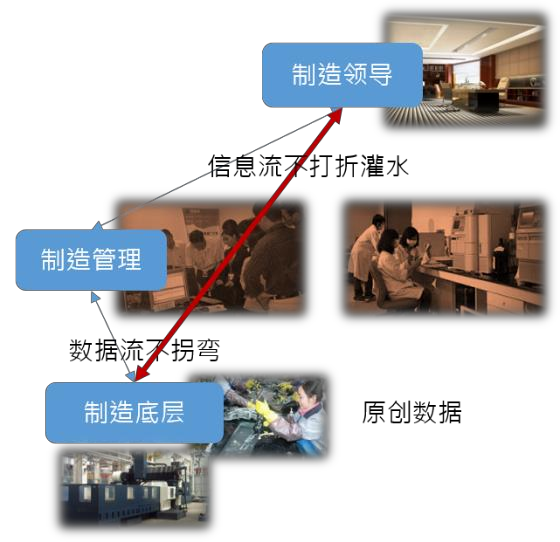 制造领导
信息流不打折灌水
制造管理
数据流不拐弯
制造底层
原创数据